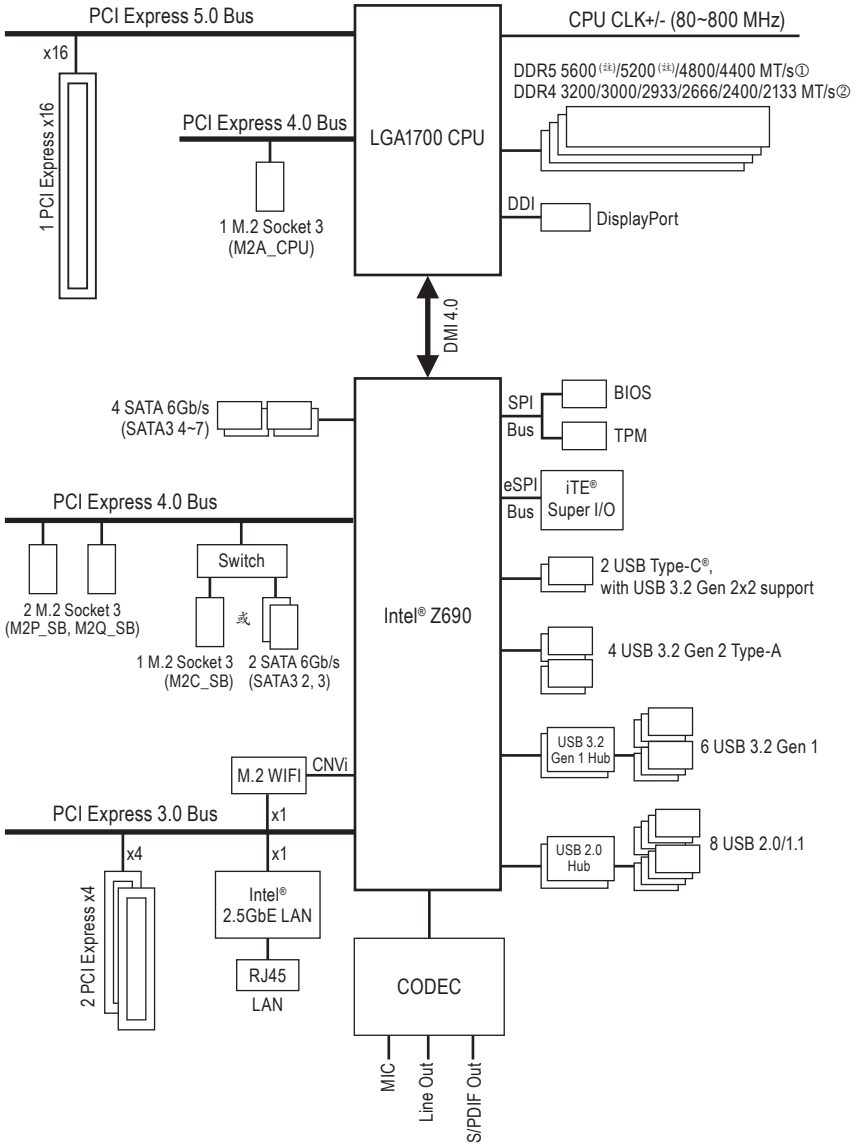 PCI Express 5.0 Bus
CPU CLK+/- (80~800 MHz)
x16
DDR5 5600(註)/5200(註)/4800/4400 MT/s①
DDR4 3200/3000/2933/2666/2400/2133 MT/s②
1 PCI Express x16
PCI Express 4.0 Bus
LGA1700 CPU
1 M.2 Socket 3
(M2A_CPU)
DDI
DisplayPort
DMI 4.0
4 SATA 6Gb/s
(SATA3 4~7)
SPI
Bus
BIOS
TPM
eSPI
Bus
iTE®
Super I/O
PCI Express 4.0 Bus
Switch
2 M.2 Socket 3
(M2P_SB, M2Q_SB)
或
1 M.2 Socket 3
(M2C_SB)
2 SATA 6Gb/s
(SATA3 2, 3)
Intel® Z690
2 USB Type-C®,
with USB 3.2 Gen 2x2 support
4 USB 3.2 Gen 2 Type-A
USB 3.2
Gen 1 Hub
6 USB 3.2 Gen 1
M.2 WIFI
CNVi
x1
PCI Express 3.0 Bus
x4
x1
USB 2.0
Hub
8 USB 2.0/1.1
2 PCI Express x4
Intel®
2.5GbE LAN
RJ45
LAN
CODEC
MIC
Line Out
S/PDIF Out